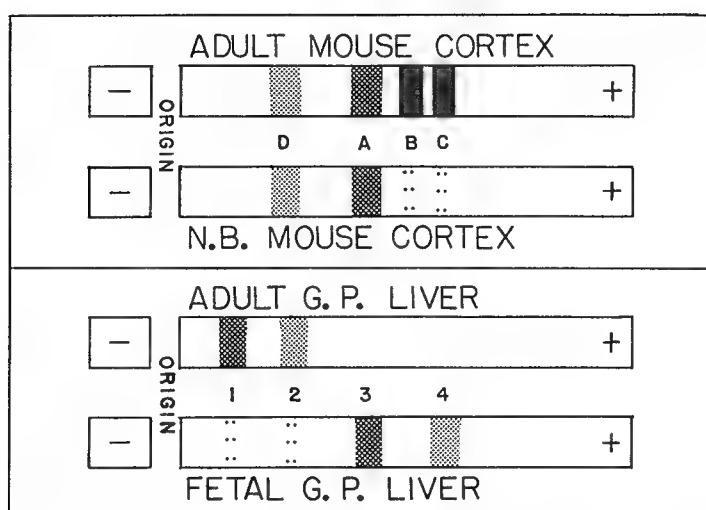 ADULT MOUSE CORTEX
− +
ORIGIN
D A B C
− +
N.B. MOUSE CORTEX
ADULT G.P. LIVER
− +
ORIGIN
1 2 3 4
− +
FETAL G.P. LIVER